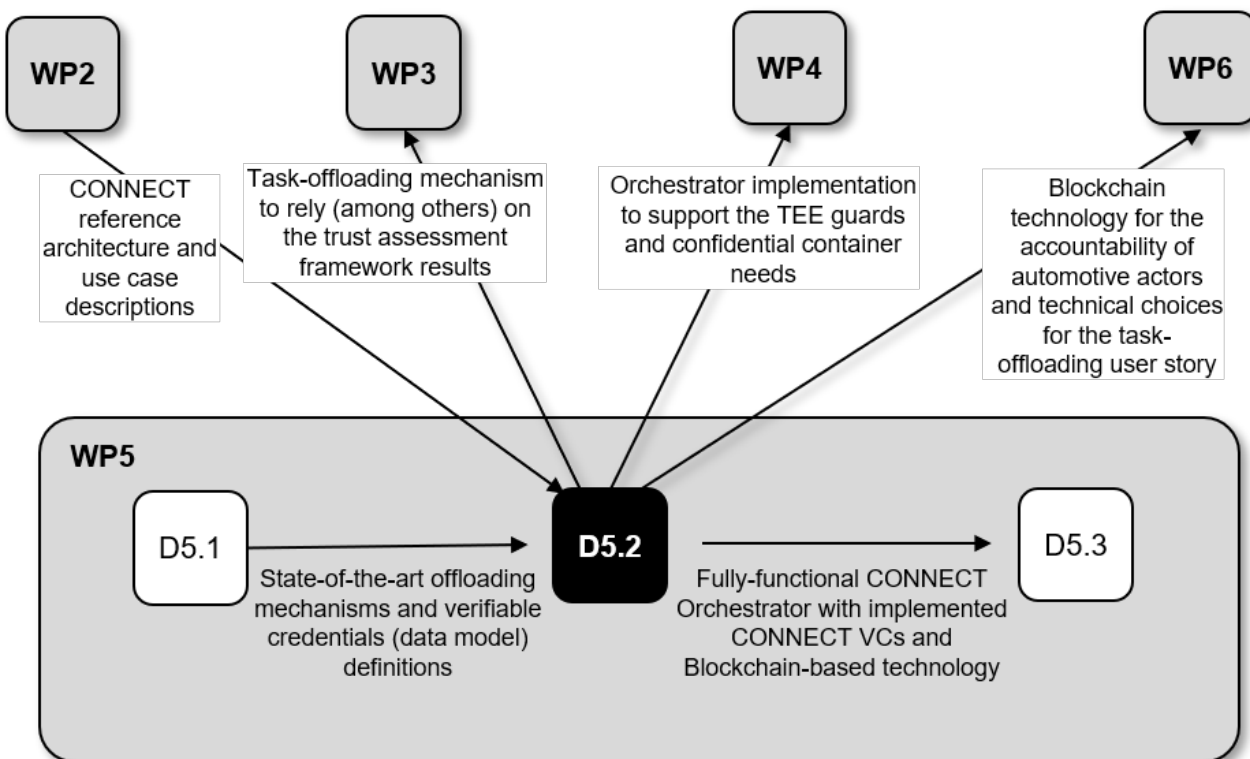 WP2
WP3
WP4
WP6
CONNECT
reference
architecture and
use case
descriptions
Task-offloading mechanism
to rely (among others) on
the trust assessment
framework results
Orchestrator implementation
to support the TEE guards
and confidential container
needs
Blockchain
technology for the
accountability of
automotive actors
and technical choices
for the task-
offloading user story
WP5
D5.1
D5.2
D5.3
State-of-the-art offloading
mechanisms and verifiable
credentials (data model)
definitions
Fully-functional CONNECT
Orchestrator with implemented
CONNECT VCs and
Blockchain-based technology